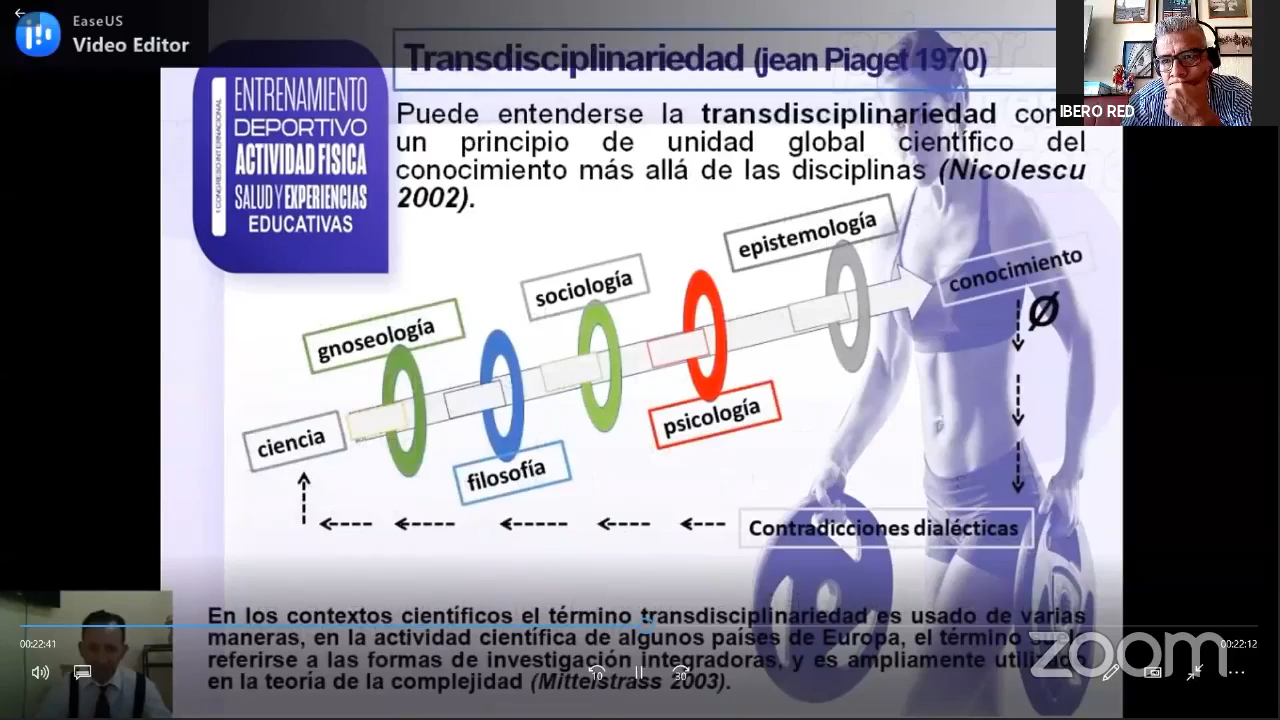 EaseUS
Video Editor
IBERO RED
I CONGRESO INTERNACIONAL
ENTRENAMIENTO
DEPORTIVO
ACTIVIDAD FISICA
SALUD Y EXPERIENCIAS
EDUCATIVAS
Transdisciplinariedad (jean Piaget 1970)
Puede entenderse la transdisciplinariedad
un principio de unidad global científico del
conocimiento más allá de las disciplinas (Nicolescu
2002).
epistemología
sociología
conocimiento
gnoseología
Ø
psicología
ciencia
filosofía
Contradicciones dialécticas
En los contextos científicos el término transdisciplinariedad es usado de varias
maneras, en la actividad científica de algunos países de Europa, el término
referirse a las formas de investigación integradoras, y es ampliamente
en la teoría de la complejidad (Mittelstrass 2003).
00:22:41
00:22:12
10
30
zoom